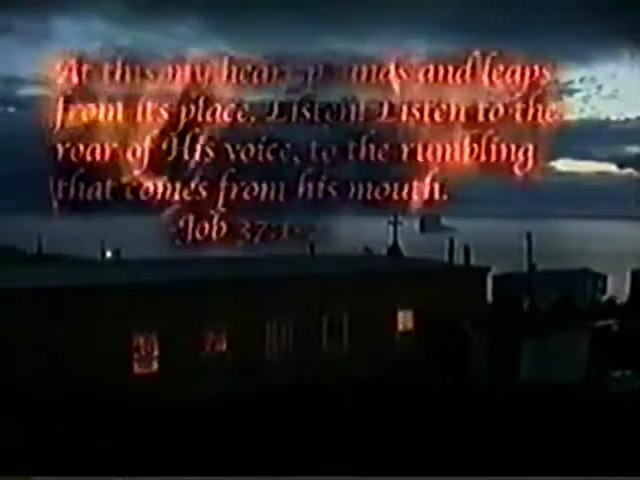 At this my heart pounds and leaps
from its place. Listen! Listen to the
roar of His voice, to the rumbling
that comes from his mouth.
Job 37:1-